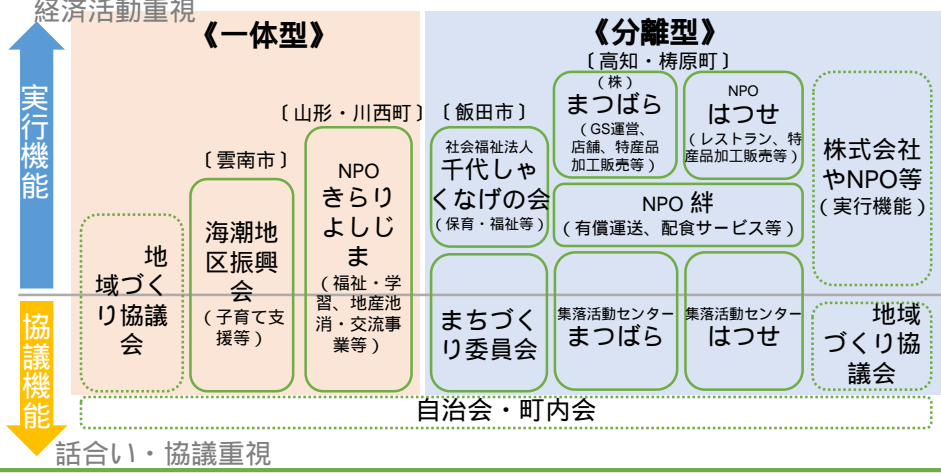 経済活動重視
実行機能
協議機能
話合い・協議重視
《一体型》
地
域づく
り協議
会
〔雲南市〕
海潮地
区振興
会
（子育て支
援等）
〔山形・川西町〕
NPO
きらり
よしじ
ま
（福祉・学
習、地産池
消・交流事
業等）
《分離型》
〔飯田市〕
社会福祉法人
千代しゃ
くなげの会
（保育・福祉等）
まちづく
り委員会
〔高知・梼原町〕
（株）
まつばら
（GS運営、
店舗、特産品
加工販売等）
NPO
はつせ
（レストラン、特
産品加工販売等）
NPO 絆
（有償運送、配食サービス等）
集落活動センター
まつばら
集落活動センター
はつせ
株式会社
やNPO等
（実行機能）
地域
づくり協
議会
自治会・町内会